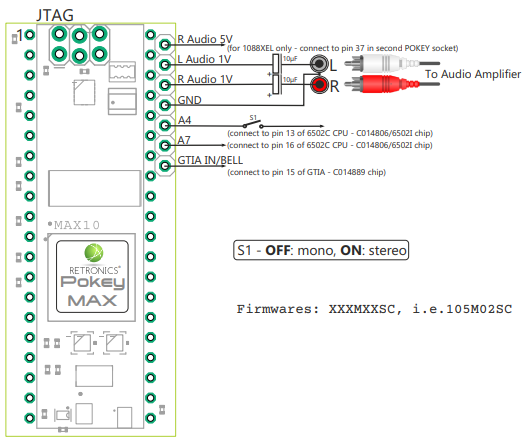 JTAG
1
R Audio 5V
(for 1088XEL only - connect to pin 37 in second POKEY socket)
L Audio 1V
10µF
L
To Audio Amplifier
R Audio 1V
10µF
R
+
+
GND
A4
S1
(connect to pin 13 of 6502C CPU - C014806/6502I chip)
A7
(connect to pin 16 of 6502C CPU - C014806/6502I chip)
GTIA IN/BELL
(connect to pin 15 of GTIA - C014889 chip)
MAX10
RETRONICS®
PoKey
MAX
S1 - OFF: mono, ON: stereo
Firmwares: XXXMXXSC, i.e.105M02SC